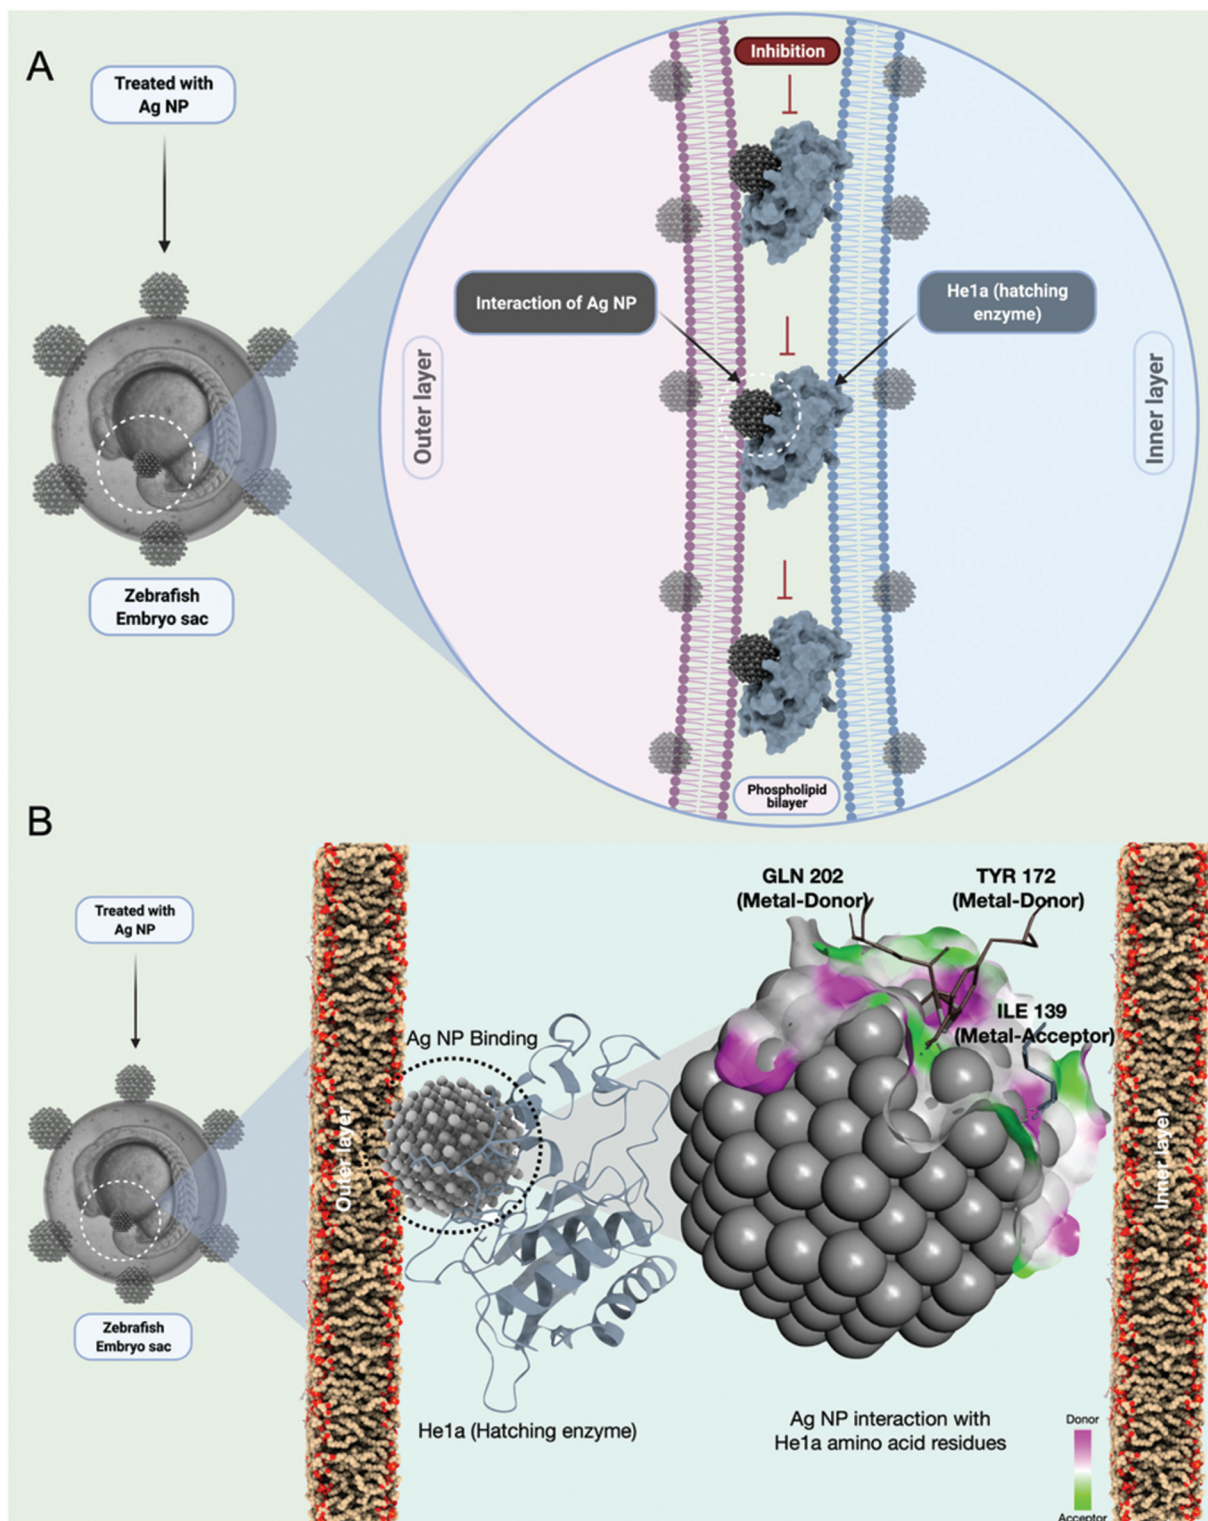 A
Treated with
Ag NP
Inhibition
Interaction of Ag NP
He1a (hatching
enzyme)
Outer layer
Inner layer
Zebrafish
Embryo sac
Phospholipid
bilayer
B
Treated with
Ag NP
GLN 202
(Metal-Donor)
TYR 172
(Metal-Donor)
ILE 139
(Metal-Acceptor)
Ag NP Binding
Outer layer
Inner layer
Zebrafish
Embryo sac
He1a (Hatching enzyme)
Ag NP interaction with
He1a amino acid residues
Donor
Acceptor